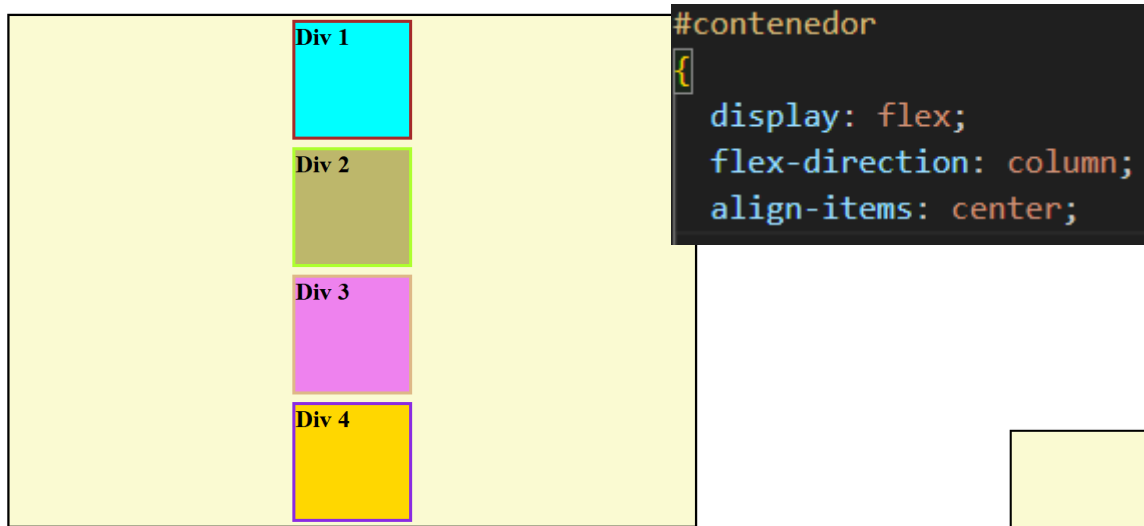 Div 1
Div 2
Div 3
Div 4
#contenedor
{
display: flex;
flex-direction: column;
align-items: center;